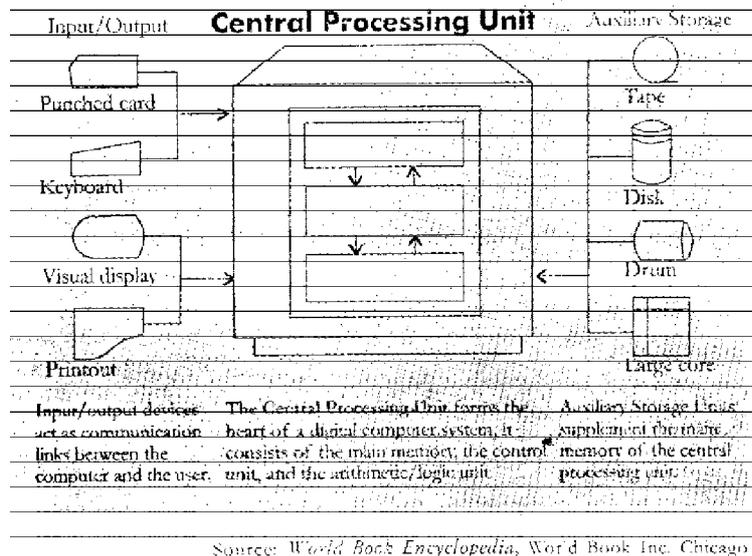 Input/Output
Central Processing Unit
Auxiliary Storage
Punched card
Keyboard
Visual display
Printout
Tape
Disk
Drum
Large core
Input/output devices
act as communication
links between the
computer and the user.
The Central Processing Unit forms the
heart of a digital computer system; it
consists of the main memory, the control
unit, and the arithmetic/logic unit.
Auxiliary Storage Units
supplement the main
memory of the central
processing unit.
Source: World Book Encyclopedia, World Book Inc. Chicago